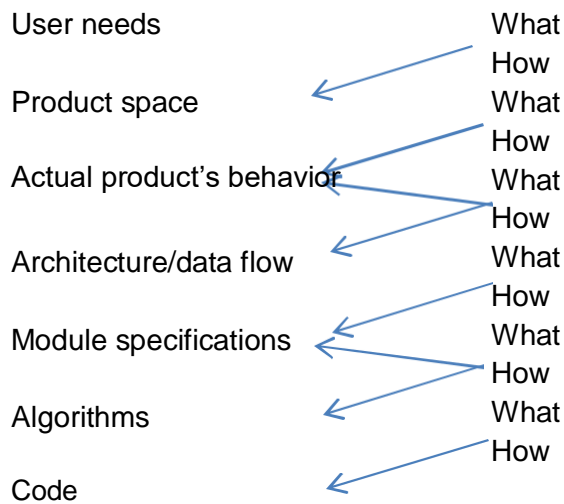 User needs What
How
Product space What
How
Actual product’s behavior What
How
Architecture/data flow What
How
Module specifications What
How
Algorithms What
How
Code